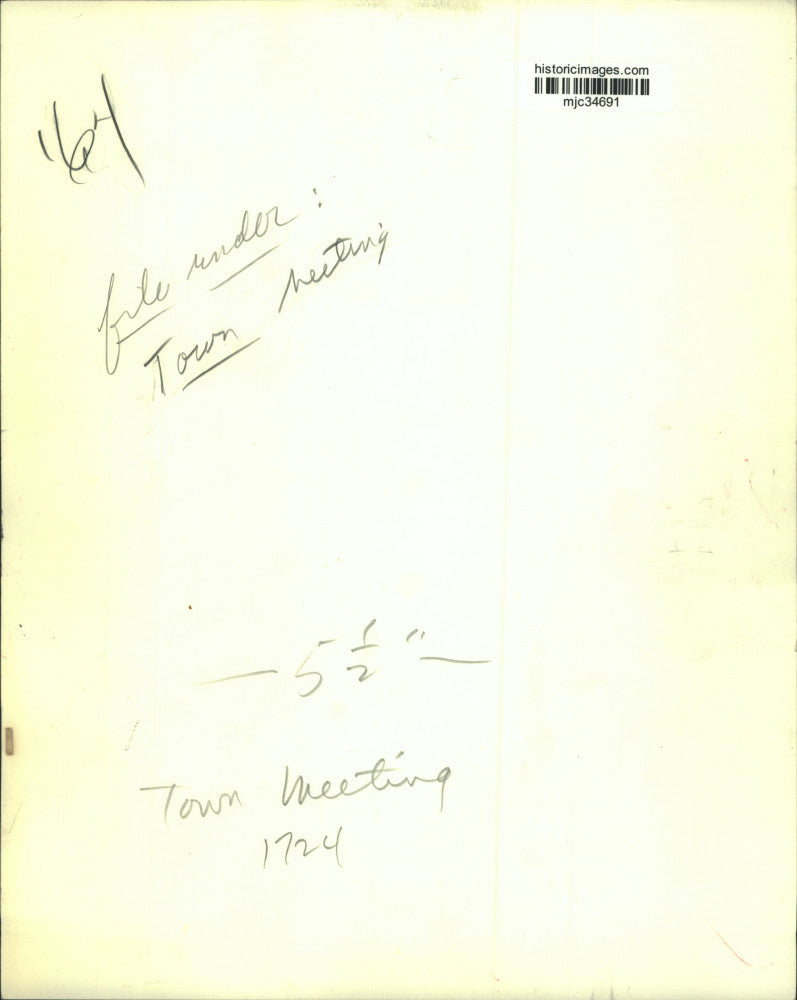 historicimages.com
mjc34691
'64
file under:
Town Meeting
— 5 1/2" —
Town Meeting
1724